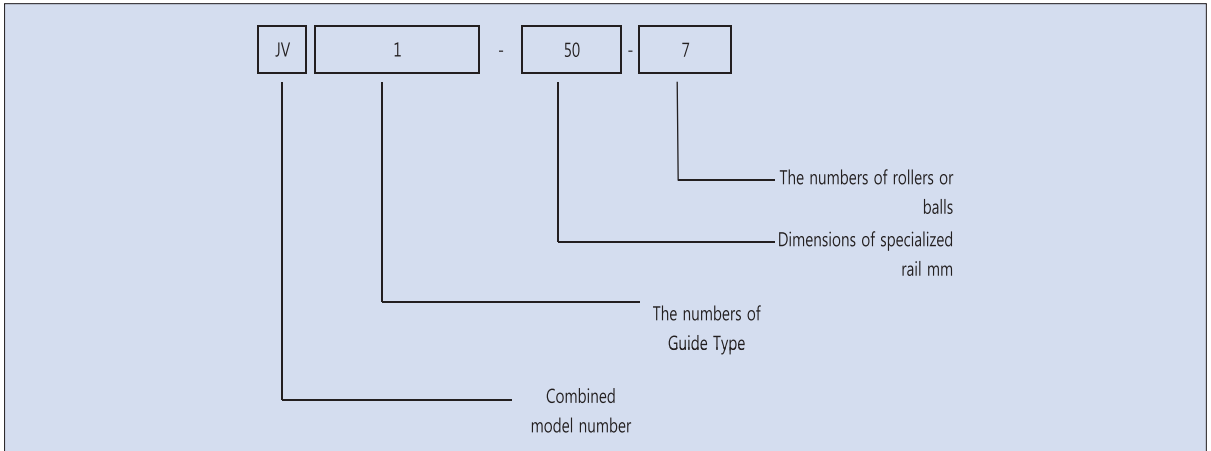 JV 1 - 50 - 7
The numbers of rollers or
balls
Dimensions of specialized
rail mm
The numbers of
Guide Type
Combined
model number